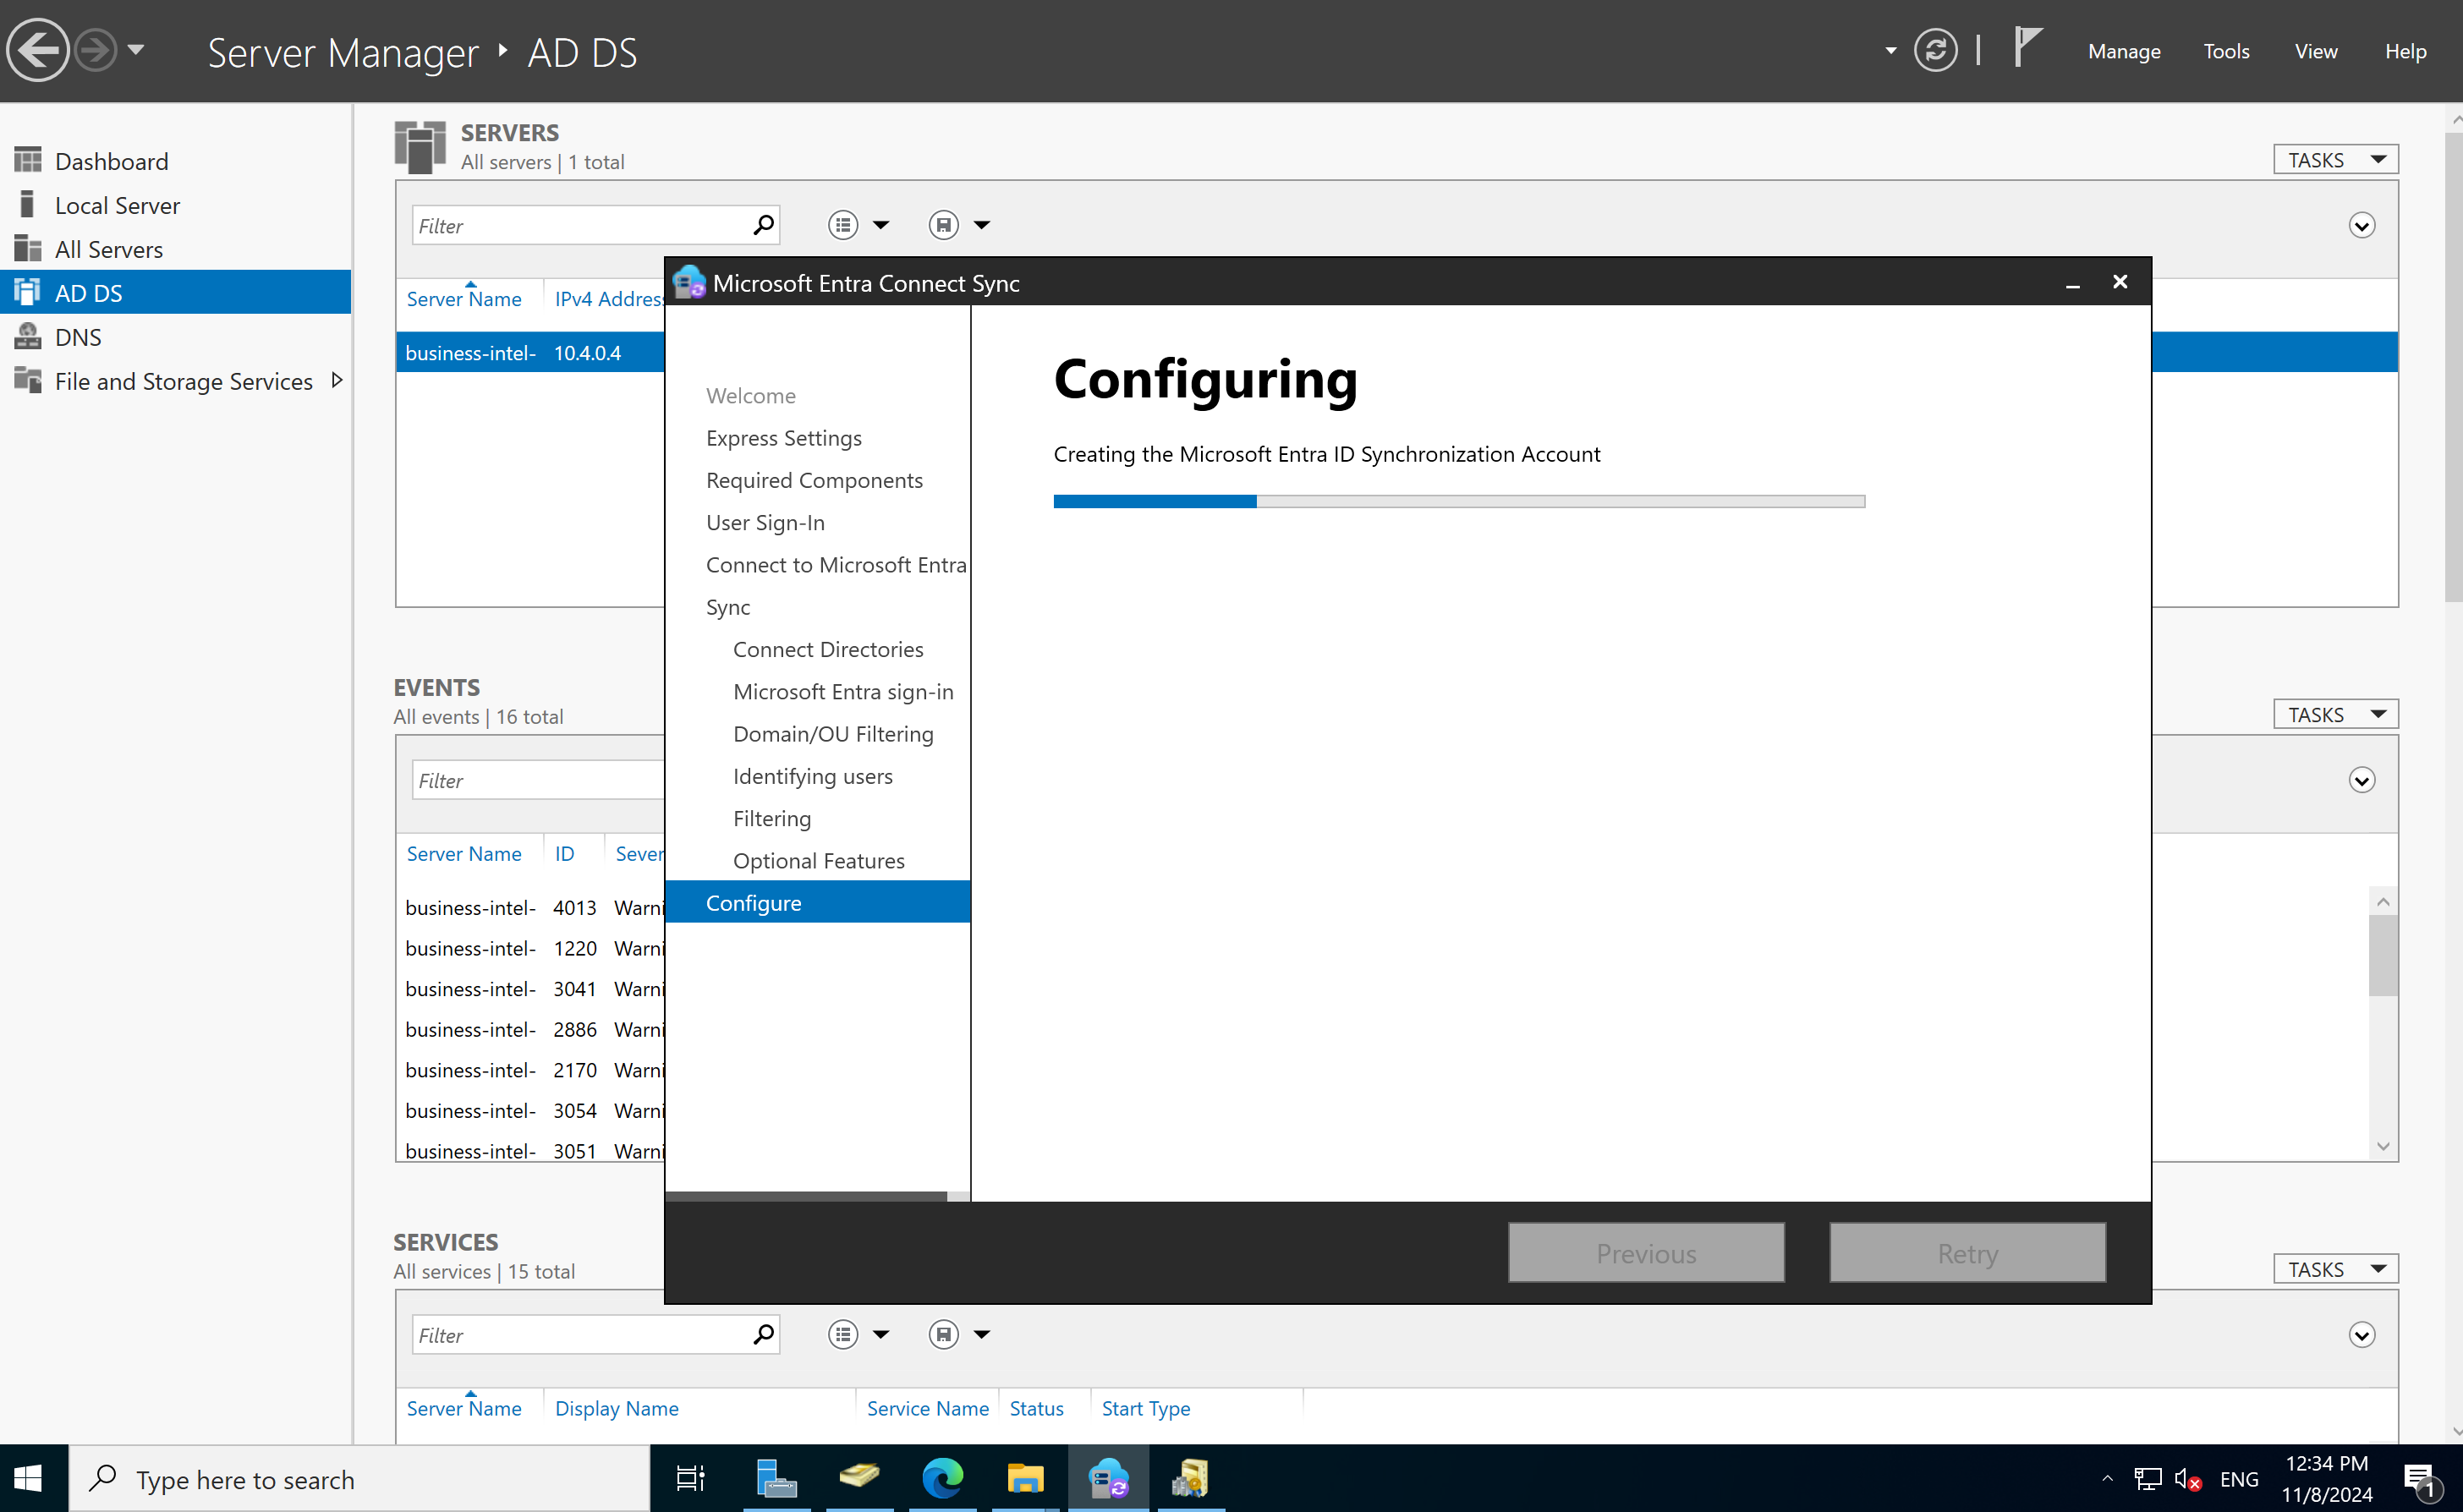 Server Manager ‣ AD DS
Manage Tools View Help
Dashboard
Local Server
All Servers
AD DS
DNS
File and Storage Services
SERVERS
All servers | 1 total
TASKS
Filter
Server Name IPv4 Address
business-intel- 10.4.0.4
EVENTS
All events | 16 total
TASKS
Filter
Server Name ID Sever
business-intel- 4013 Warni
business-intel- 1220 Warni
business-intel- 3041 Warni
business-intel- 2886 Warni
business-intel- 2170 Warni
business-intel- 3054 Warni
business-intel- 3051 Warni
SERVICES
All services | 15 total
TASKS
Filter
Server Name Display Name Service Name Status Start Type
Microsoft Entra Connect Sync
Welcome
Express Settings
Required Components
User Sign-In
Connect to Microsoft Entra
Sync
Connect Directories
Microsoft Entra sign-in
Domain/OU Filtering
Identifying users
Filtering
Optional Features
Configure
Configuring
Creating the Microsoft Entra ID Synchronization Account
Previous Retry
Type here to search
ENG
12:34 PM
11/8/2024
1